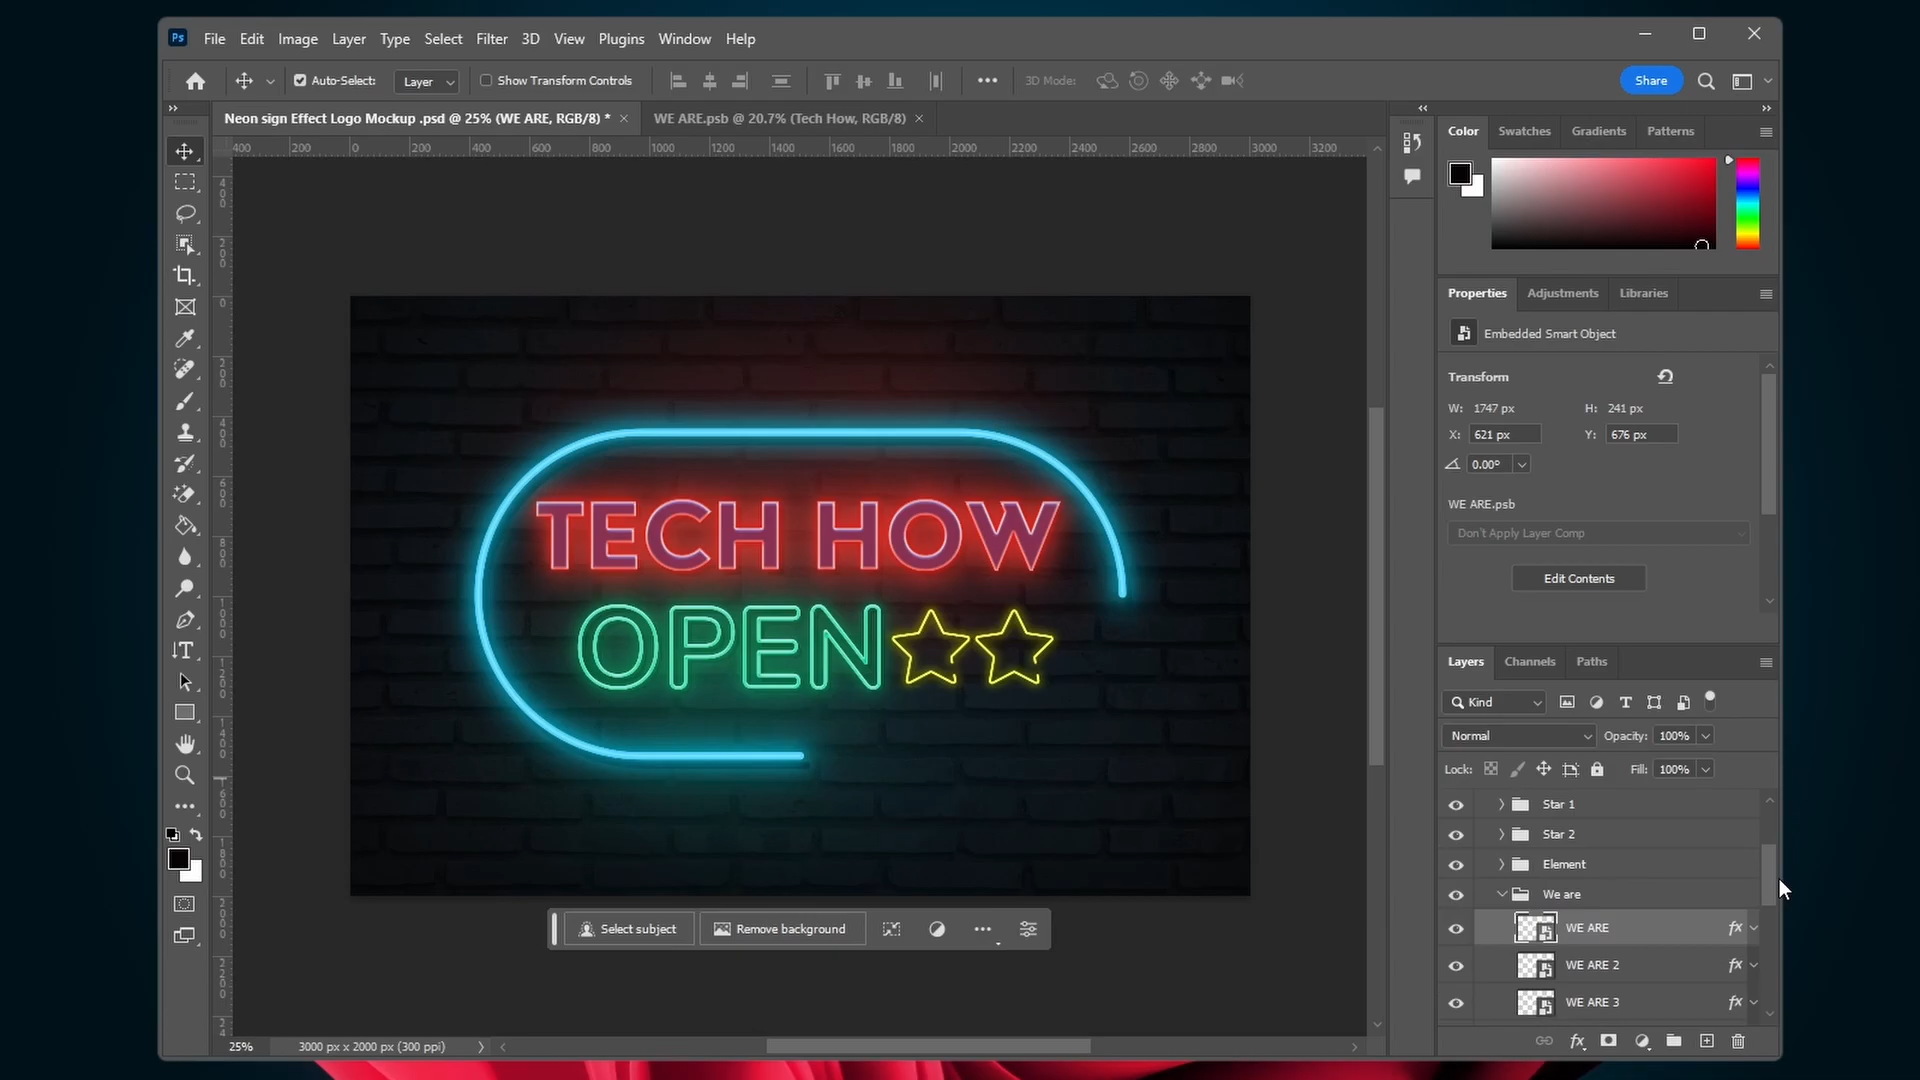 Ps File Edit Image Layer Type Select Filter 3D View Plugins Window Help
Auto-Select: Layer Show Transform Controls 3D Mode: Share
Neon sign Effect Logo Mockup .psd @ 25% (WE ARE, RGB/8) * WE ARE.psb @ 20.7% (Tech How, RGB/8)
400 200 0 200 400 600 800 1000 1200 1400 1600 1800 2000 2200 2400 2600 2800 3000 3200
Color Swatches Gradients Patterns
Properties Adjustments Libraries
Embedded Smart Object
Transform
W: 1747 px H: 241 px
X: 621 px Y: 676 px
0.00°
WE ARE.psb
Don't Apply Layer Comp
Edit Contents
TECH HOW
OPEN
Layers Channels Paths
Kind
Normal Opacity: 100%
Lock: Fill: 100%
Star 1
Star 2
Element
We are
WE ARE fx
WE ARE 2 fx
WE ARE 3 fx
Select subject Remove background
25% 3000 px x 2000 px (300 ppi)
fx